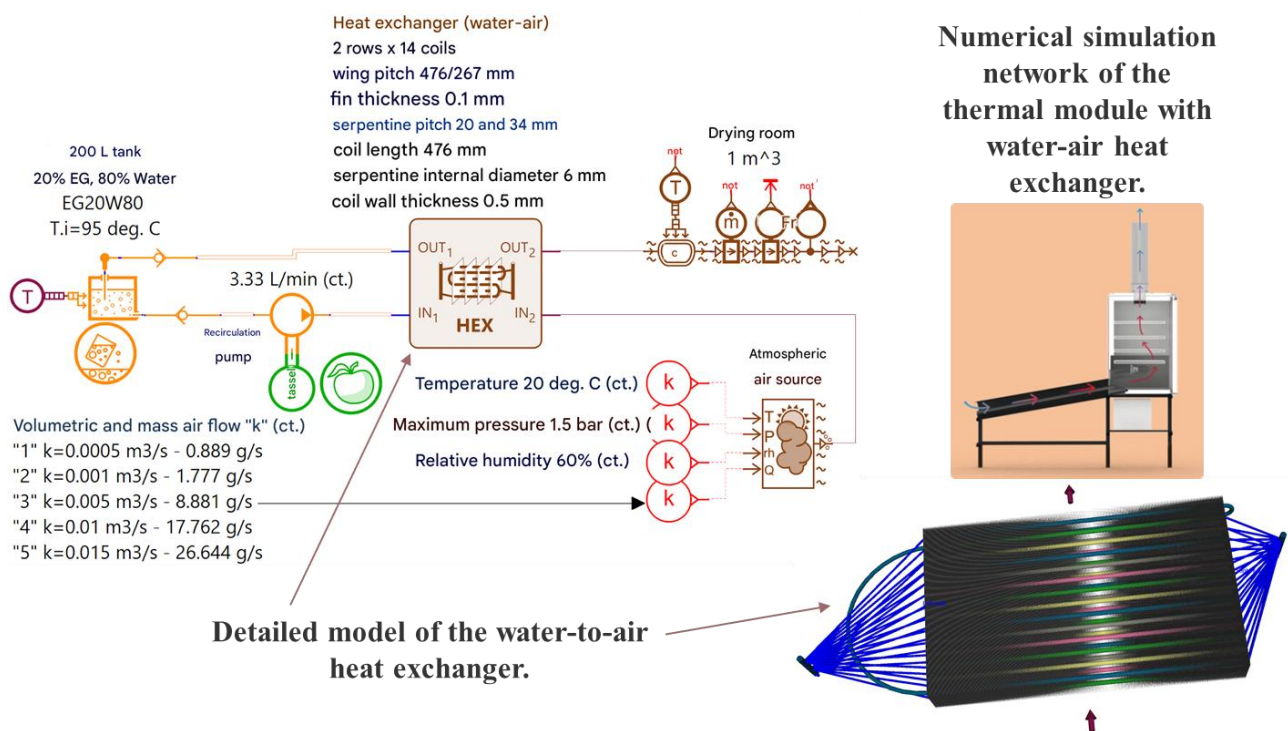 Heat exchanger (water-air)
2 rows x 14 coils
wing pitch 476/267 mm
fin thickness 0.1 mm
serpentine pitch 20 and 34 mm
coil length 476 mm
serpentine internal diameter 6 mm
coil wall thickness 0.5 mm
Numerical simulation
network of the
thermal module with
water-air heat
exchanger.
200 L tank
20% EG, 80% Water
EG20W80
T.i=95 deg. C
Drying room
1 m^3
not
not
not'
T
ṁ
Fr
c
OUT1
OUT2
IN1
IN2
HEX
T
3.33 L/min (ct.)
Recirculation
pump
tasse
Temperature 20 deg. C (ct.)
k
Maximum pressure 1.5 bar (ct.) (
k
Relative humidity 60% (ct.)
k
k
Atmospheric
air source
T
P
rh
Q
Volumetric and mass air flow "k" (ct.)
"1" k=0.0005 m3/s - 0.889 g/s
"2" k=0.001 m3/s - 1.777 g/s
"3" k=0.005 m3/s - 8.881 g/s
"4" k=0.01 m3/s - 17.762 g/s
"5" k=0.015 m3/s - 26.644 g/s
Detailed model of the water-to-air
heat exchanger.